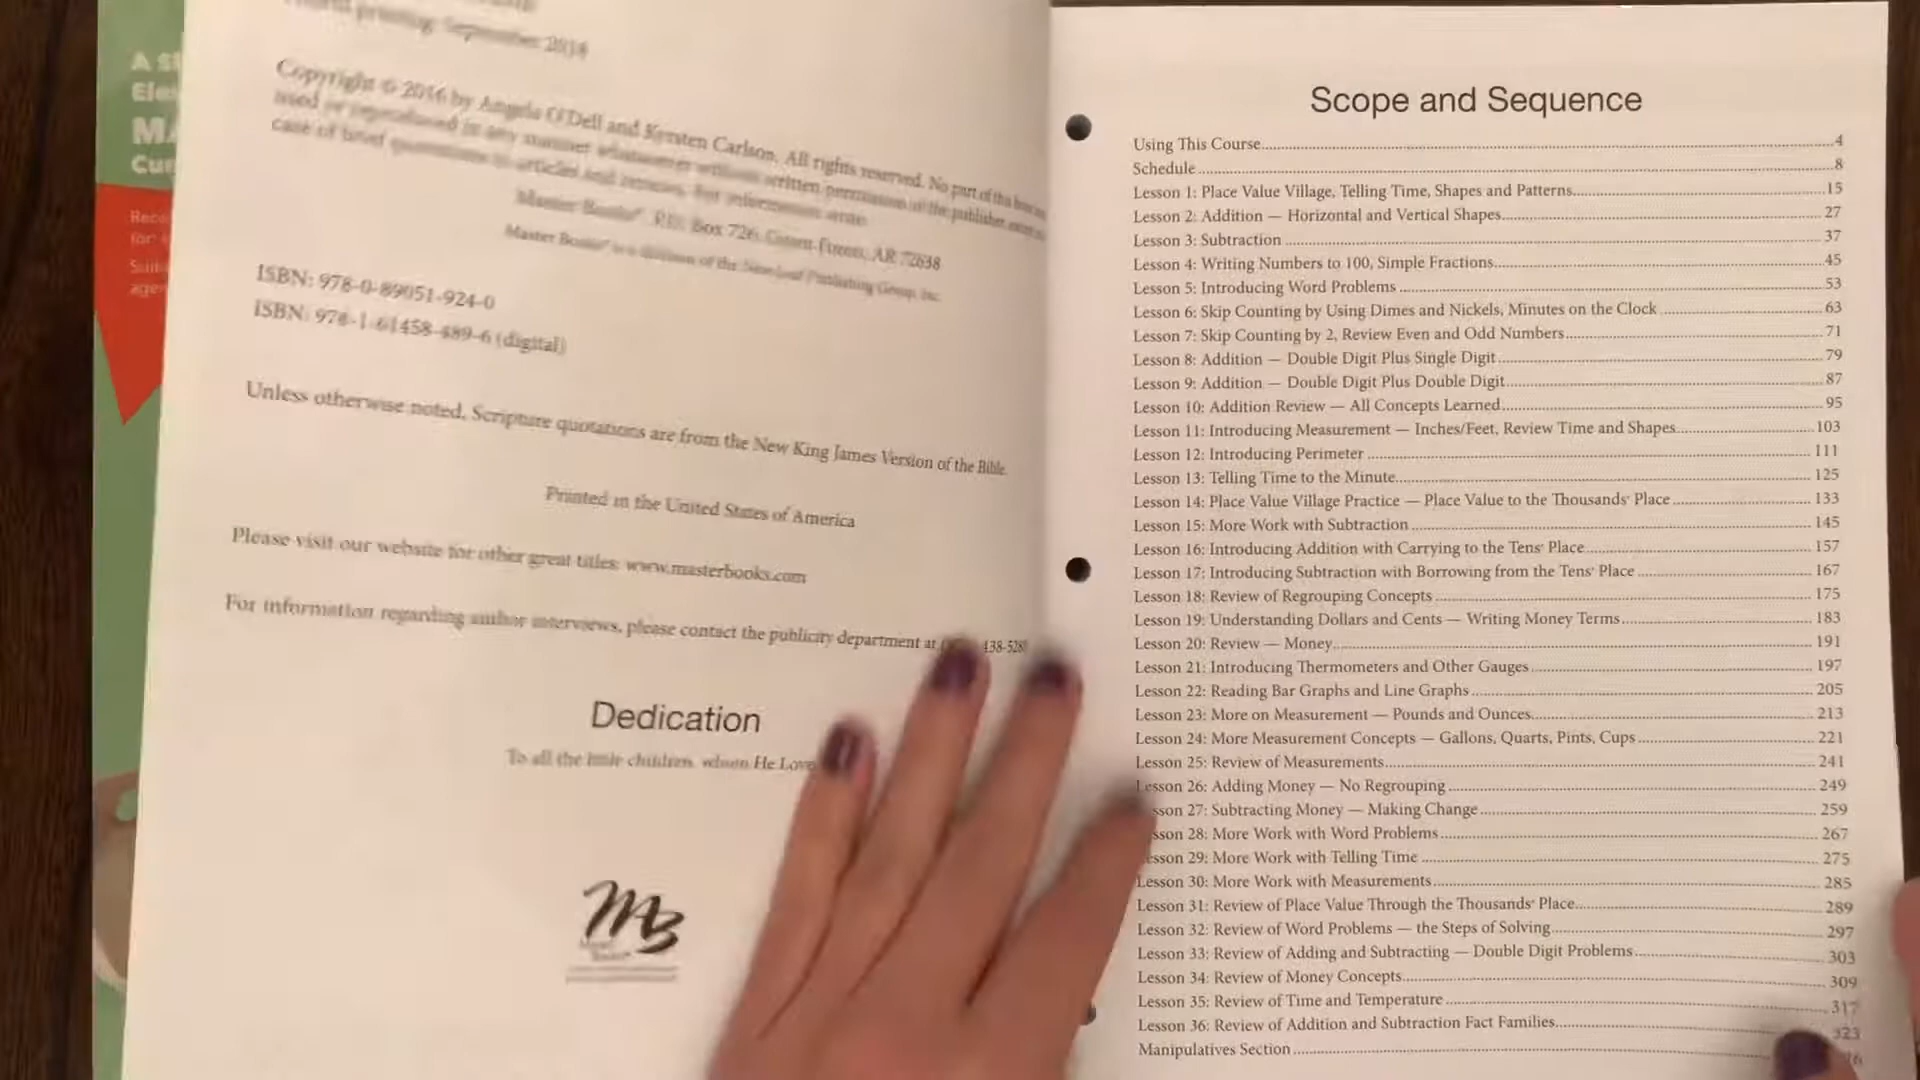 A
Ele
MA
Cur
printing: September 2018
Copyright © 2016 by Angela O'Dell and Kyrsten Carlson. All rights reserved. No part of this
used or reproduced in any manner whatsoever without written permission of the publisher, except
case of brief quotations in articles and reviews. For information write:
Master Books®, P.O. Box 726, Green Forest, AR 72638
Master Books® is a division of the New Leaf Publishing Group, Inc.
ISBN: 978-0-89051-924-0
ISBN: 978-1-61458-489-6 (digital)
Unless otherwise noted, Scripture quotations are from the New King James Version of the Bible.
Printed in the United States of America
Please visit our website for other great titles: www.masterbooks.com
For information regarding author interviews, please contact the publicity department at
Dedication
To all the little children, whom He Love
MB
Scope and Sequence
Using This Course 4
Schedule 8
Lesson 1: Place Value Village, Telling Time, Shapes and Patterns 15
Lesson 2: Addition — Horizontal and Vertical Shapes 27
Lesson 3: Subtraction 37
Lesson 4: Writing Numbers to 100, Simple Fractions 45
Lesson 5: Introducing Word Problems 53
Lesson 6: Skip Counting by Using Dimes and Nickels, Minutes on the Clock 63
Lesson 7: Skip Counting by 2, Review Even and Odd Numbers 71
Lesson 8: Addition — Double Digit Plus Single Digit 79
Lesson 9: Addition — Double Digit Plus Double Digit 87
Lesson 10: Addition Review — All Concepts Learned 95
Lesson 11: Introducing Measurement — Inches/Feet, Review Time and Shapes 103
Lesson 12: Introducing Perimeter 111
Lesson 13: Telling Time to the Minute 125
Lesson 14: Place Value Village Practice — Place Value to the Thousands' Place 133
Lesson 15: More Work with Subtraction 145
Lesson 16: Introducing Addition with Carrying to the Tens' Place 157
Lesson 17: Introducing Subtraction with Borrowing from the Tens' Place 167
Lesson 18: Review of Regrouping Concepts 175
Lesson 19: Understanding Dollars and Cents — Writing Money Terms 183
Lesson 20: Review — Money 191
Lesson 21: Introducing Thermometers and Other Gauges 197
Lesson 22: Reading Bar Graphs and Line Graphs 205
Lesson 23: More on Measurement — Pounds and Ounces 213
Lesson 24: More Measurement Concepts — Gallons, Quarts, Pints, Cups 221
Lesson 25: Review of Measurements 241
Lesson 26: Adding Money — No Regrouping 249
sson 27: Subtracting Money — Making Change 259
sson 28: More Work with Word Problems 267
esson 29: More Work with Telling Time 275
Lesson 30: More Work with Measurements 285
Lesson 31: Review of Place Value Through the Thousands' Place 289
Lesson 32: Review of Word Problems — the Steps of Solving 297
Lesson 33: Review of Adding and Subtracting — Double Digit Problems 303
Lesson 34: Review of Money Concepts 309
Lesson 35: Review of Time and Temperature 317
Lesson 36: Review of Addition and Subtraction Fact Families 323
Manipulatives Section